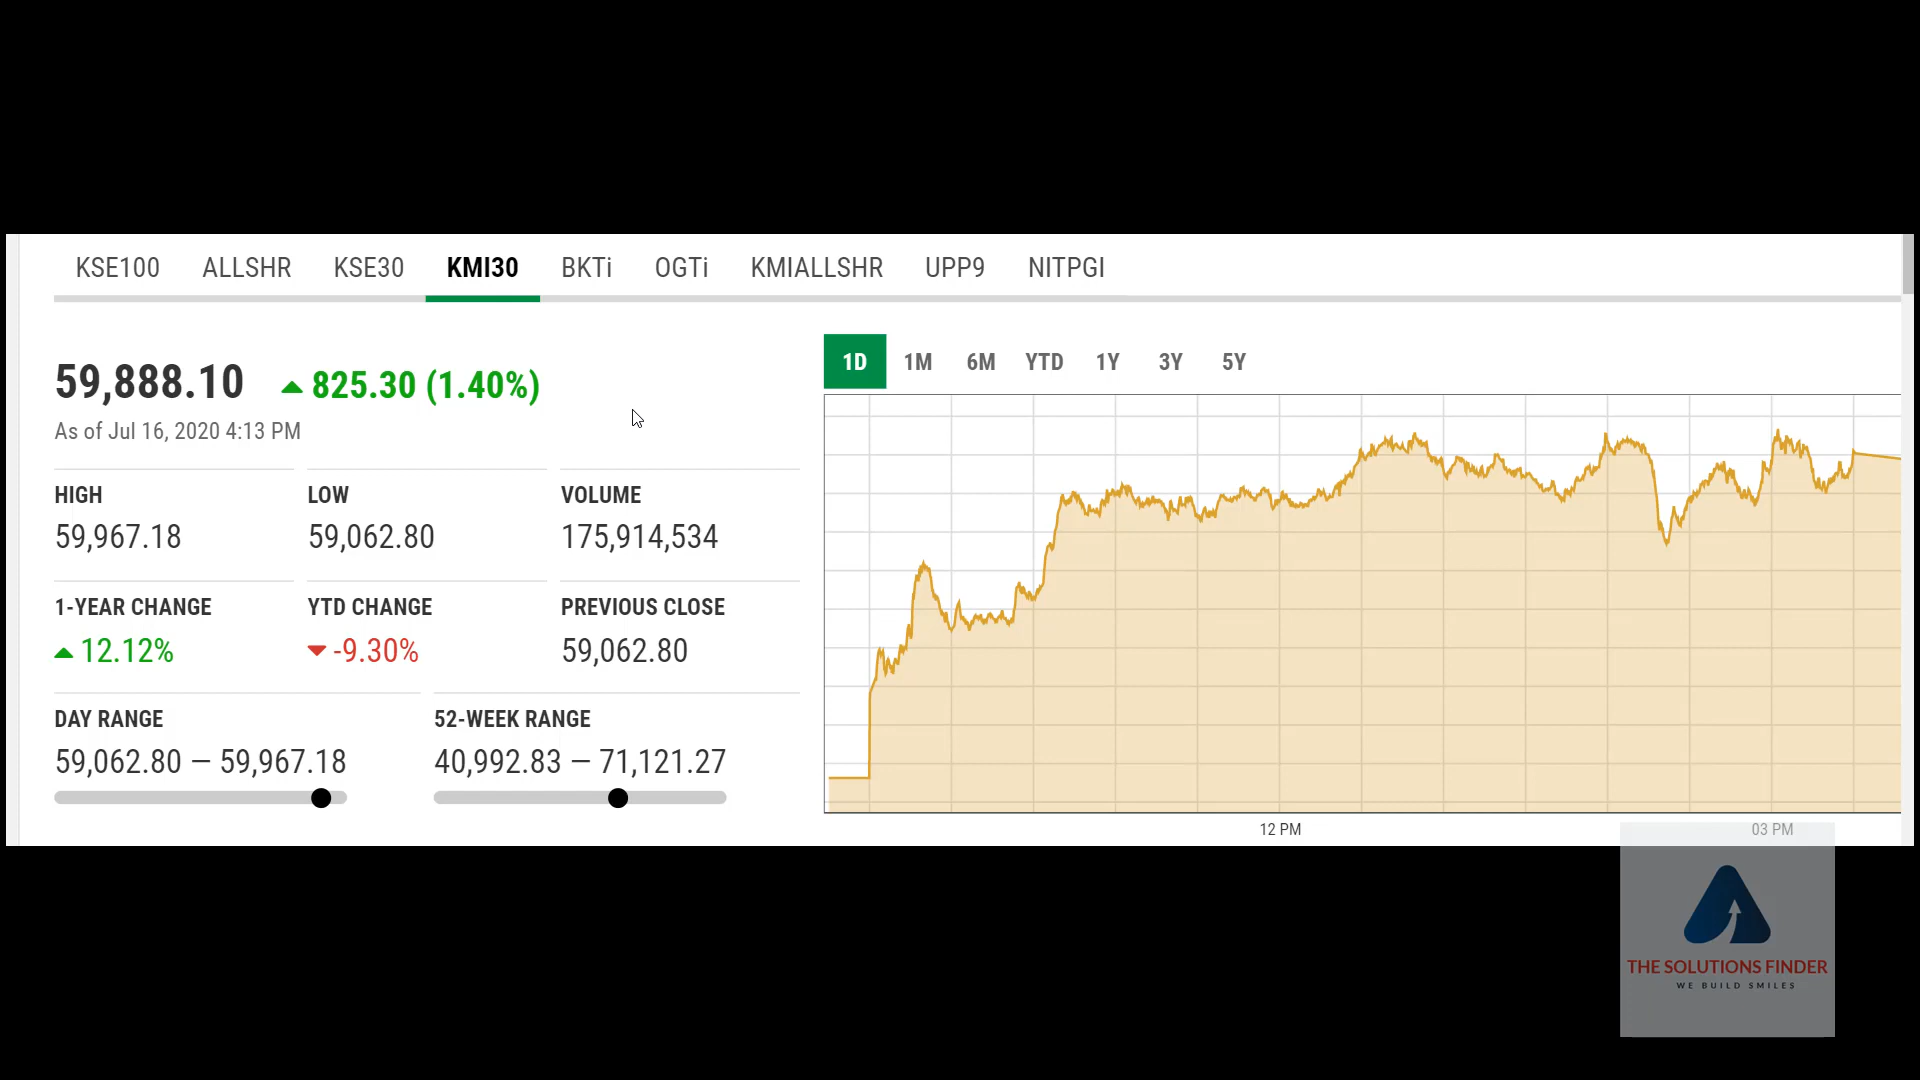 KSE100 ALLSHR KSE30 KMI30 BKTi OGTi KMIALLSHR UPP9 NITPGI
1D 1M 6M YTD 1Y 3Y 5Y
59,888.10 825.30 (1.40%)
As of Jul 16, 2020 4:13 PM
HIGH LOW VOLUME
59,967.18 59,062.80 175,914,534
1-YEAR CHANGE YTD CHANGE PREVIOUS CLOSE
12.12% -9.30% 59,062.80
DAY RANGE 52-WEEK RANGE
59,062.80 — 59,967.18 40,992.83 — 71,121.27
12 PM 03 PM
THE SOLUTIONS FINDER
WE BUILD SMILES